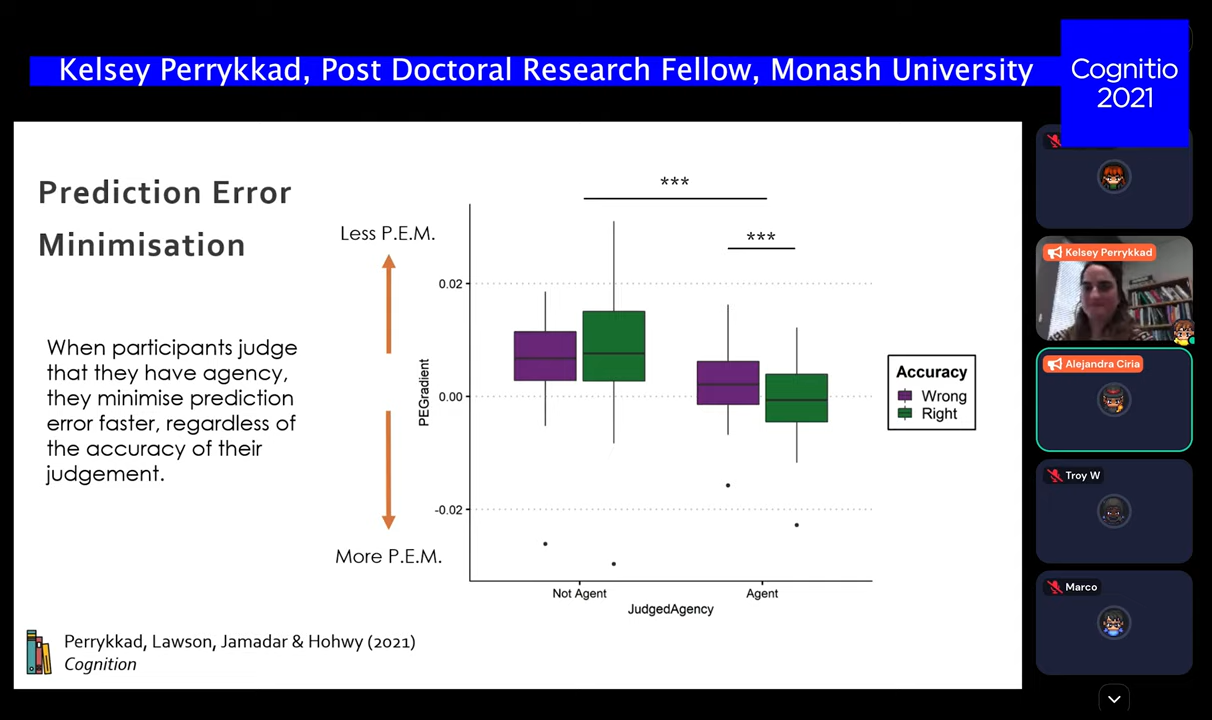 Kelsey Perrykkad, Post Doctoral Research Fellow, Monash University
Cognitio
2021
Prediction Error
Minimisation
When participants judge
that they have agency,
they minimise prediction
error faster, regardless of
the accuracy of their
judgement.
Less P.E.M.
More P.E.M.
***
***
PEGradient
0.02
0.00
-0.02
Not Agent
Agent
JudgedAgency
Accuracy
Wrong
Right
Perrykkad, Lawson, Jamadar & Hohwy (2021)
Cognition
Kelsey Perrykkad
Alejandra Ciria
Troy W
Marco